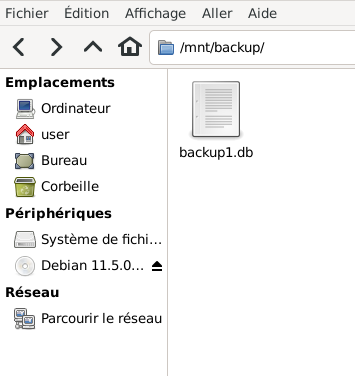 Fichier Édition Affichage Aller Aide
/mnt/backup/
Emplacements
Ordinateur
user
Bureau
Corbeille
Périphériques
Système de fichi...
Debian 11.5.0...
Réseau
Parcourir le réseau
backup1.db